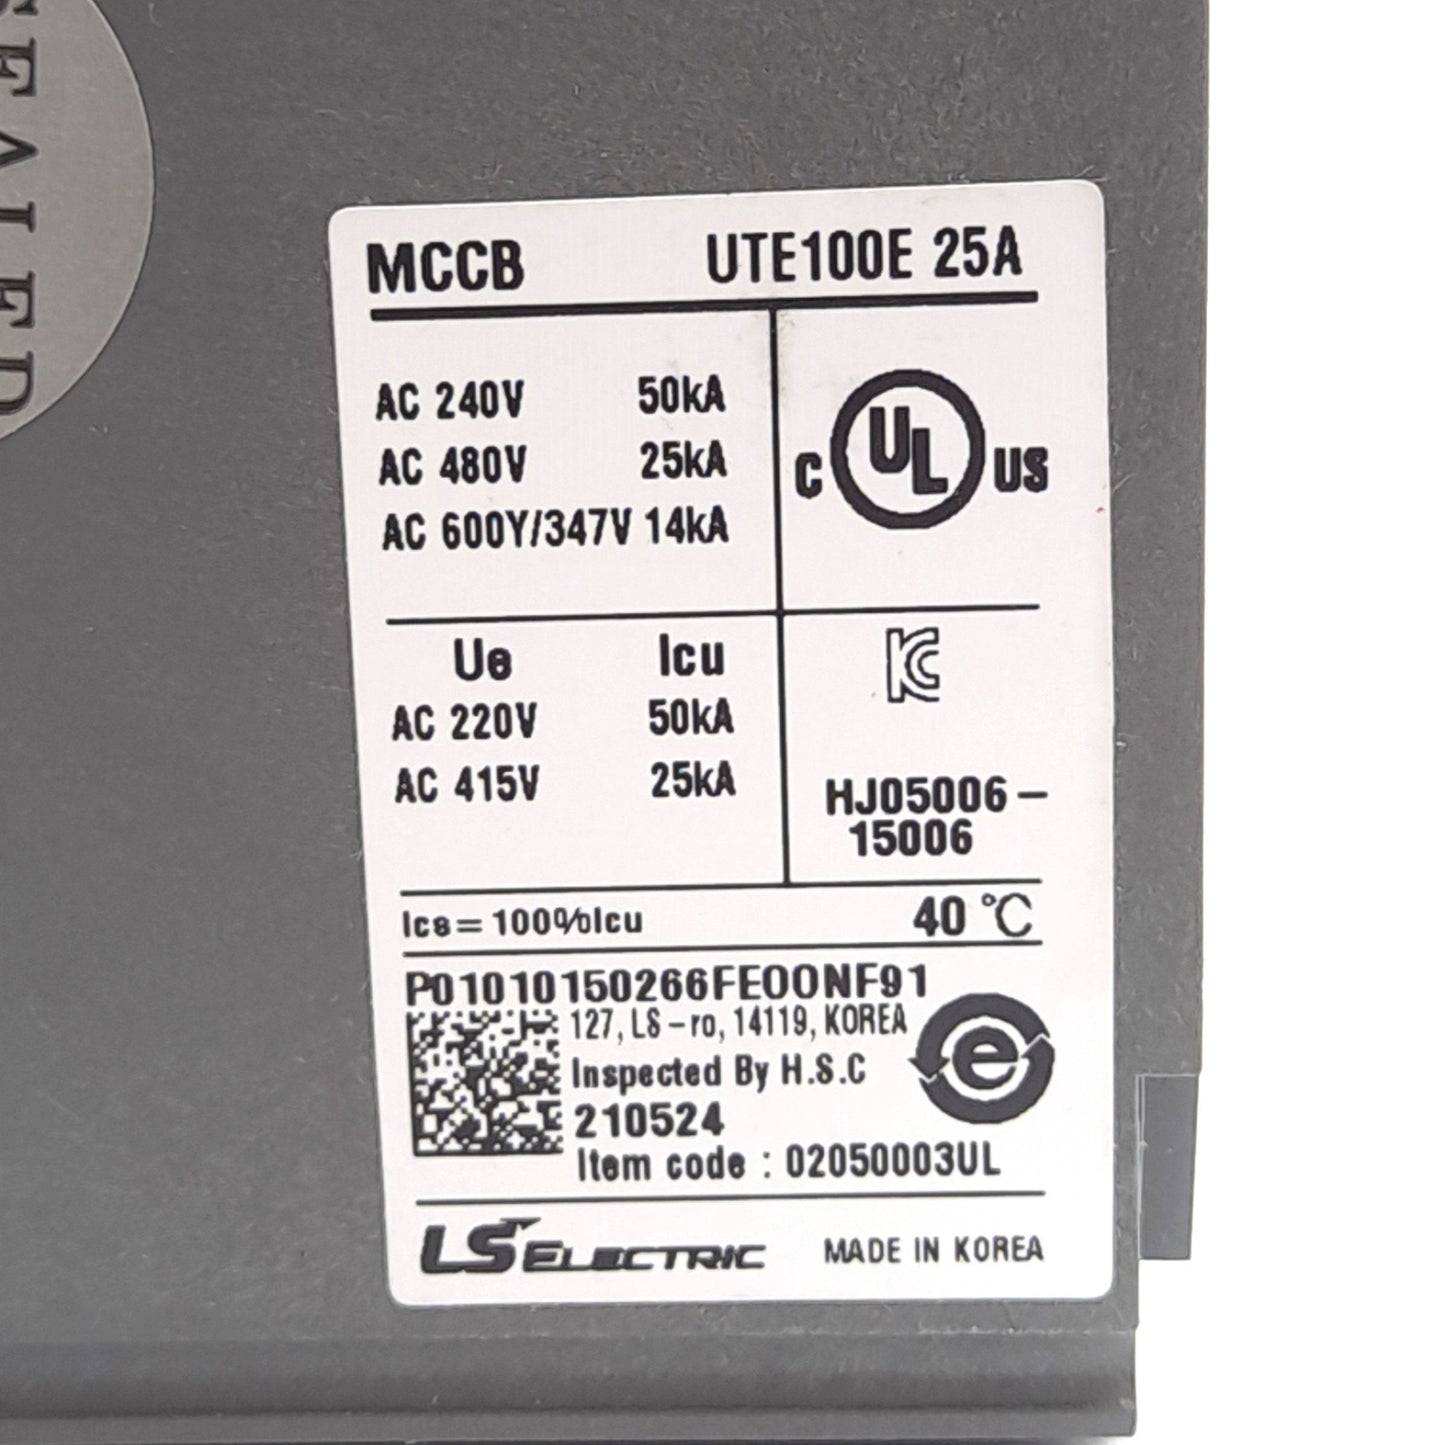 SEALED
MCCB UTE100E 25A
AC 240V 50kA
AC 480V 25kA
AC 600Y/347V 14kA
C UL US
Ue Icu
AC 220V 50kA
AC 415V 25kA
KC
HJ05006-
15006
Ics=100%Icu 40 ℃
P01010150266FE00NF91
127, LS-ro, 14119, KOREA
Inspected By H.S.C
210524
Item code : 02050003UL
e
LS ELECTRIC MADE IN KOREA